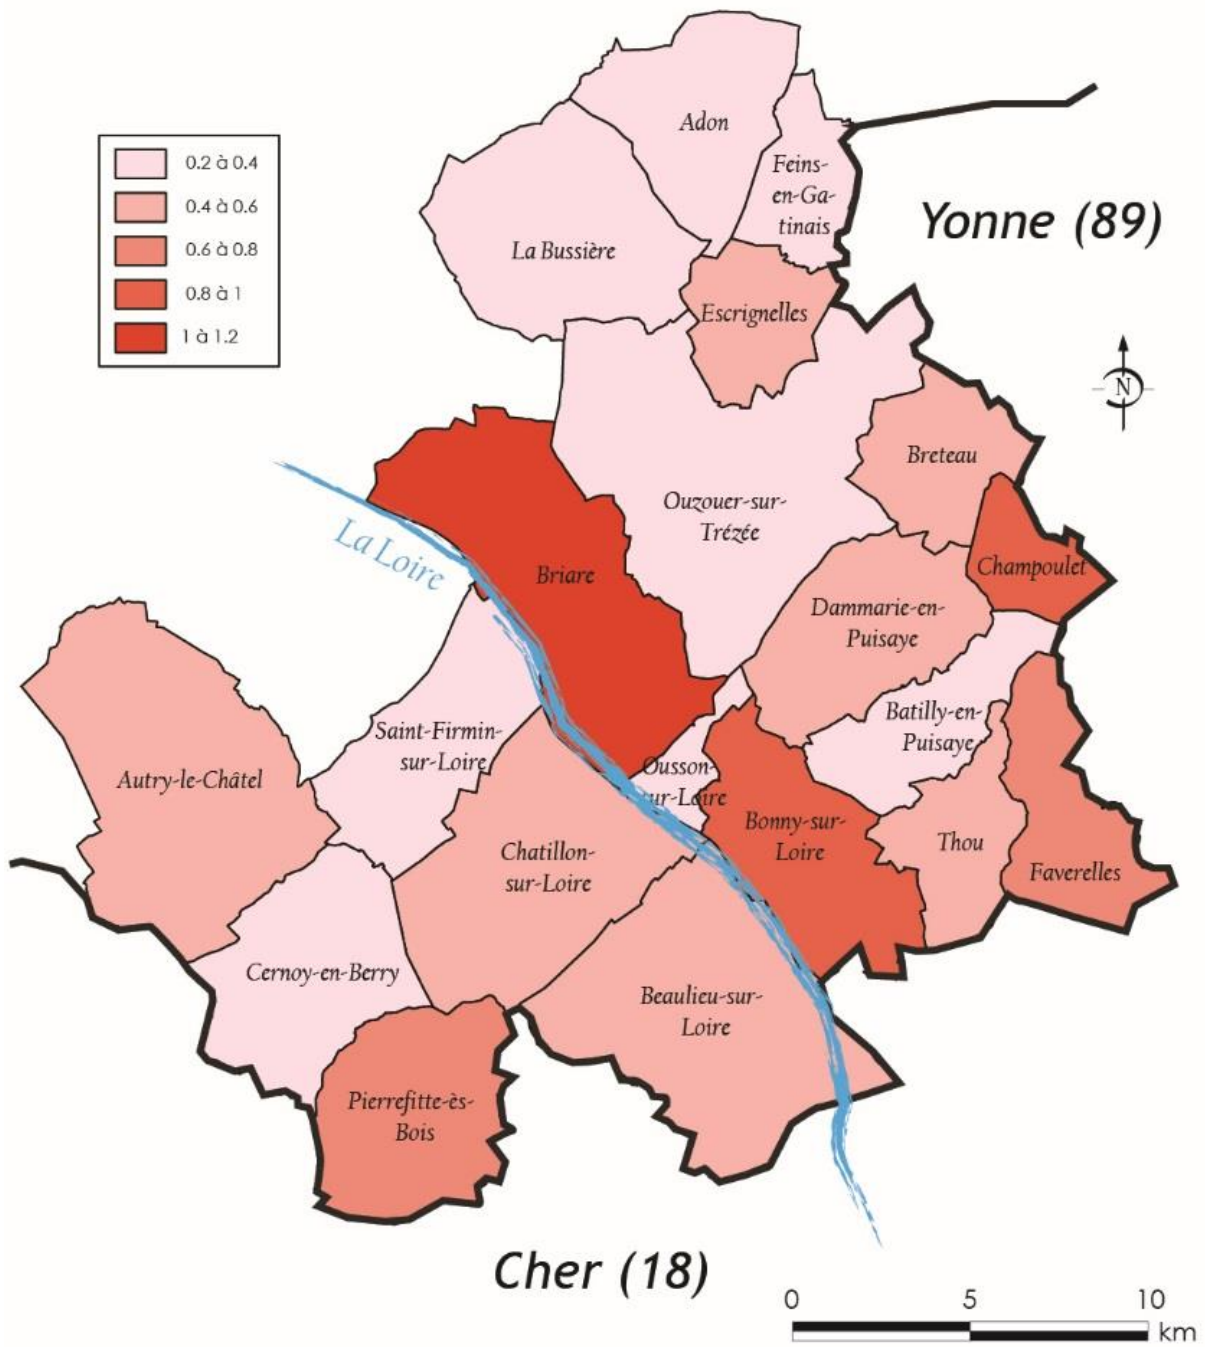 Adon
Feins-
en-Ga-
tinais
0.2 à 0.4
0.4 à 0.6
0.6 à 0.8
0.8 à 1
1 à 1.2
Yonne (89)
La Bussière
Escrignelles
N
Breteau
Ouzouer-sur-
Trézée
La Loire
Briare
Champoulet
Dammarie-en-
Puisaye
Batilly-en-
Puisaye
Saint-Firmin-
sur-Loire
Autry-le-Châtel
Ousson-
sur-Loire
Bonny-sur-
Loire
Thou
Chatillon-
sur-Loire
Faverelles
Cernoy-en-Berry
Beaulieu-sur-
Loire
Pierrefitte-ès-
Bois
Cher (18)
0 5 10
km